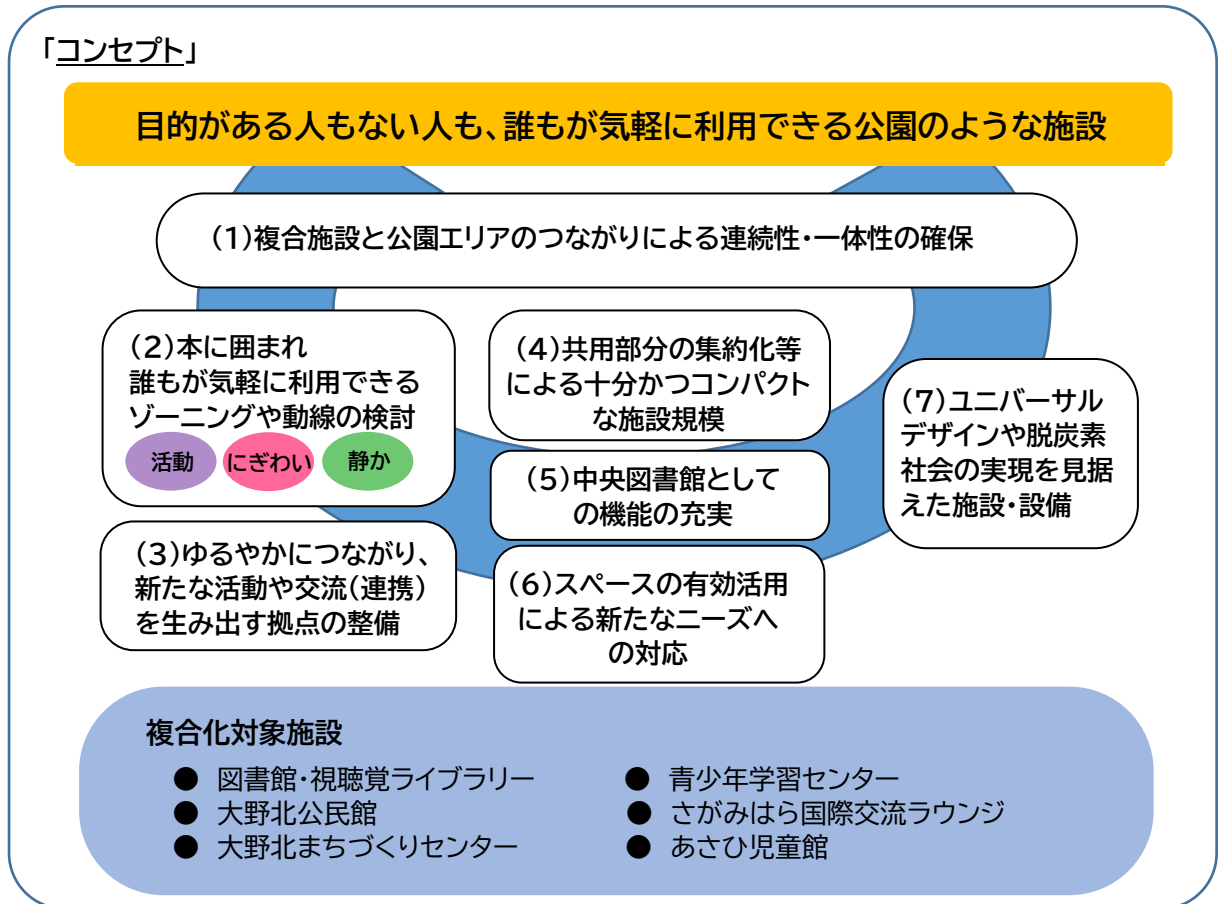 「コンセプト」
目的がある人もない人も、誰もが気軽に利用できる公園のような施設
(1)複合施設と公園エリアのつながりによる連続性・一体性の確保
(2)本に囲まれ
誰もが気軽に利用できる
ゾーニングや動線の検討
活動 にぎわい 静か
(3)ゆるやかにつながり、
新たな活動や交流(連携)
を生み出す拠点の整備
(4)共用部分の集約化等
による十分かつコンパクト
な施設規模
(5)中央図書館として
の機能の充実
(6)スペースの有効活用
による新たなニーズへ
の対応
(7)ユニバーサル
デザインや脱炭素
社会の実現を見据
えた施設・設備
複合化対象施設
● 図書館・視聴覚ライブラリー
● 大野北公民館
● 大野北まちづくりセンター
● 青少年学習センター
● さがみはら国際交流ラウンジ
● あさひ児童館